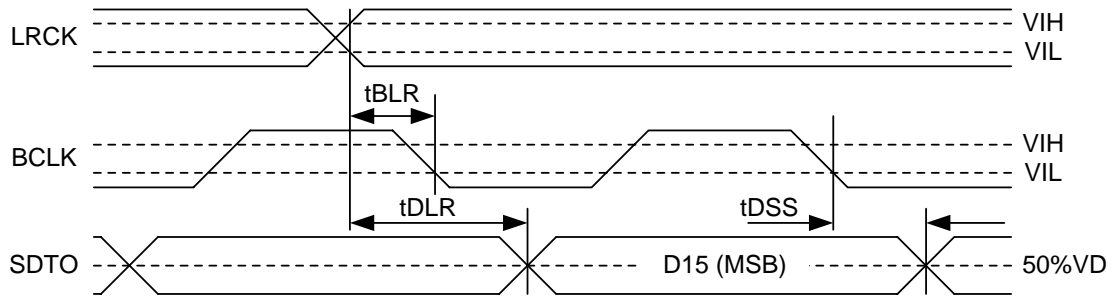 LRCK
VIH
VIL
tBLR
BCLK
VIH
VIL
tDLR
tDSS
SDTO
D15 (MSB)
50%VD